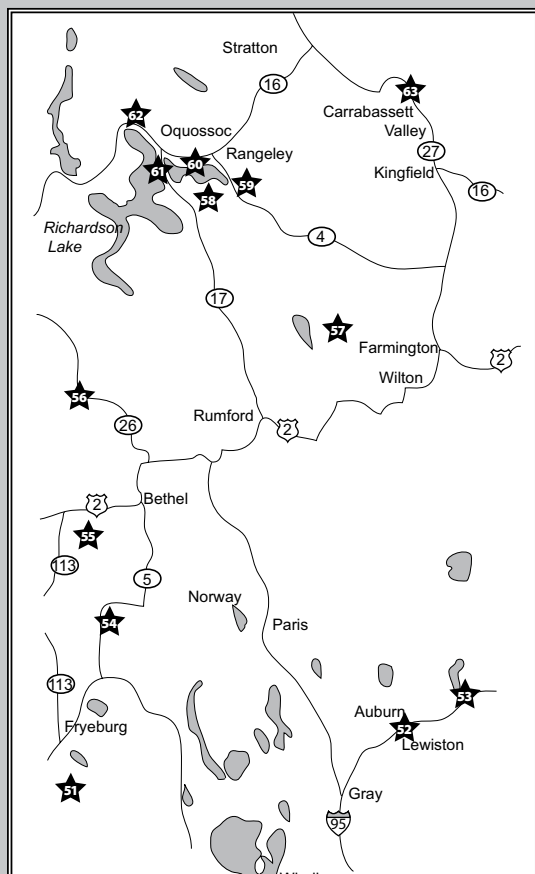 Stratton
16
63
Carrabassett
Valley
62
Oquossoc
27
60
Rangeley
61
Kingfield
59
16
58
Richardson
Lake
4
17
57
Farmington
2
Wilton
56
Rumford
26
2
Bethel
2
55
113
5
Norway
54
Paris
113
53
Auburn
Fryeburg
52
Lewiston
51
Gray
95